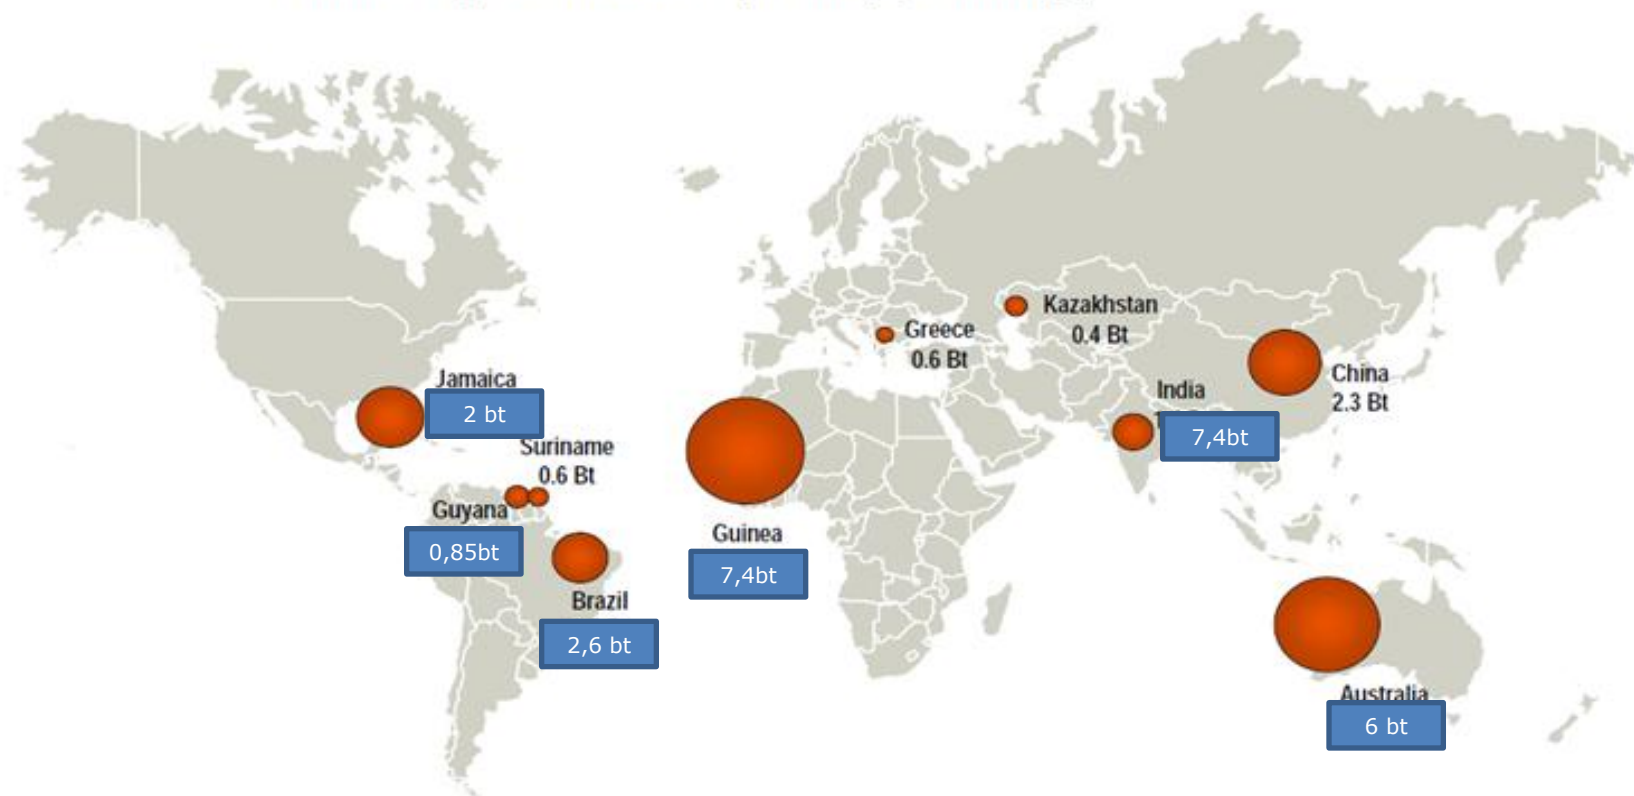 Kazakhstan
0.4 Bt
Greece
0.6 Bt
China
2.3 Bt
India
7,4bt
Jamaica
2 bt
Suriname
0.6 Bt
Guyana
0,85bt
Guinea
7,4bt
Brazil
2,6 bt
Australia
6 bt